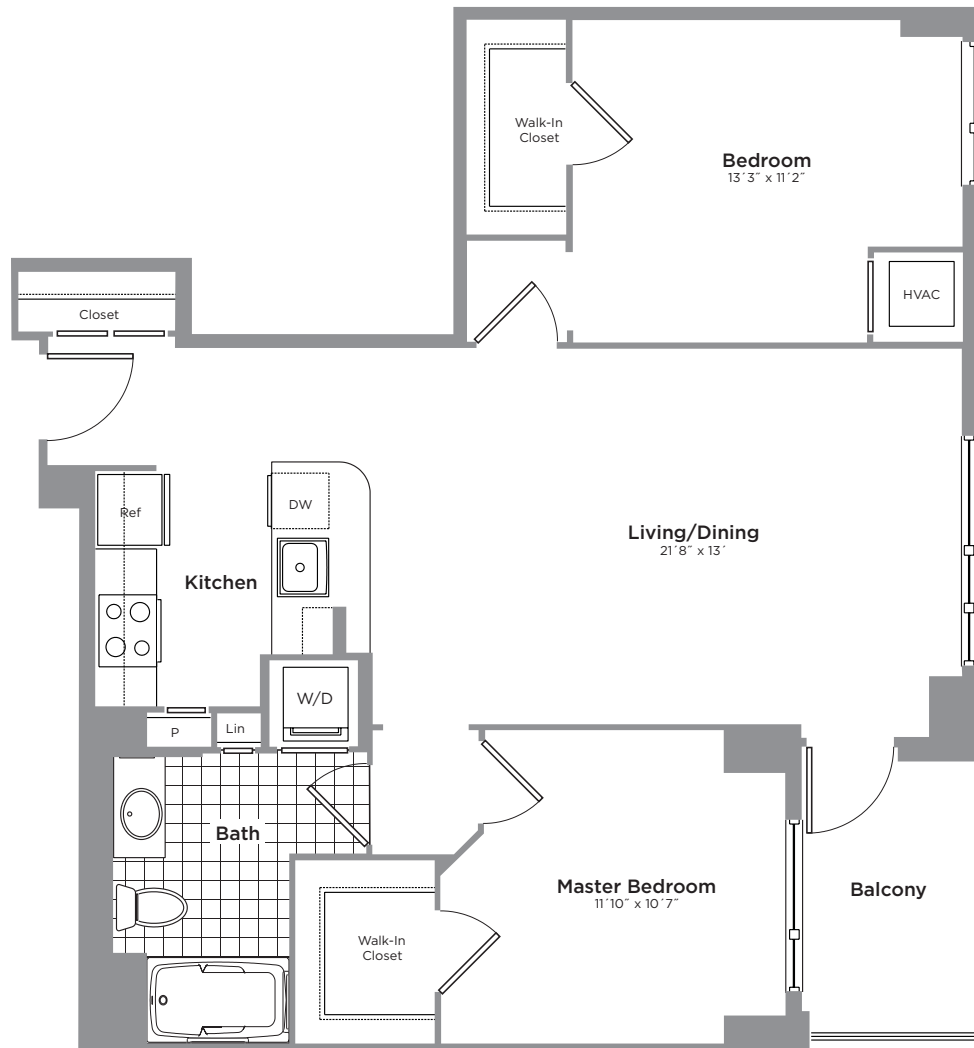 Walk-In
Closet
Bedroom
13´3˝ x 11´2˝
HVAC
Closet
Ref
DW
Living/Dining
21´8˝ x 13´
Kitchen
W/D
P
Lin
Bath
Master Bedroom
11´10˝ x 10´7˝
Balcony
Walk-In
Closet